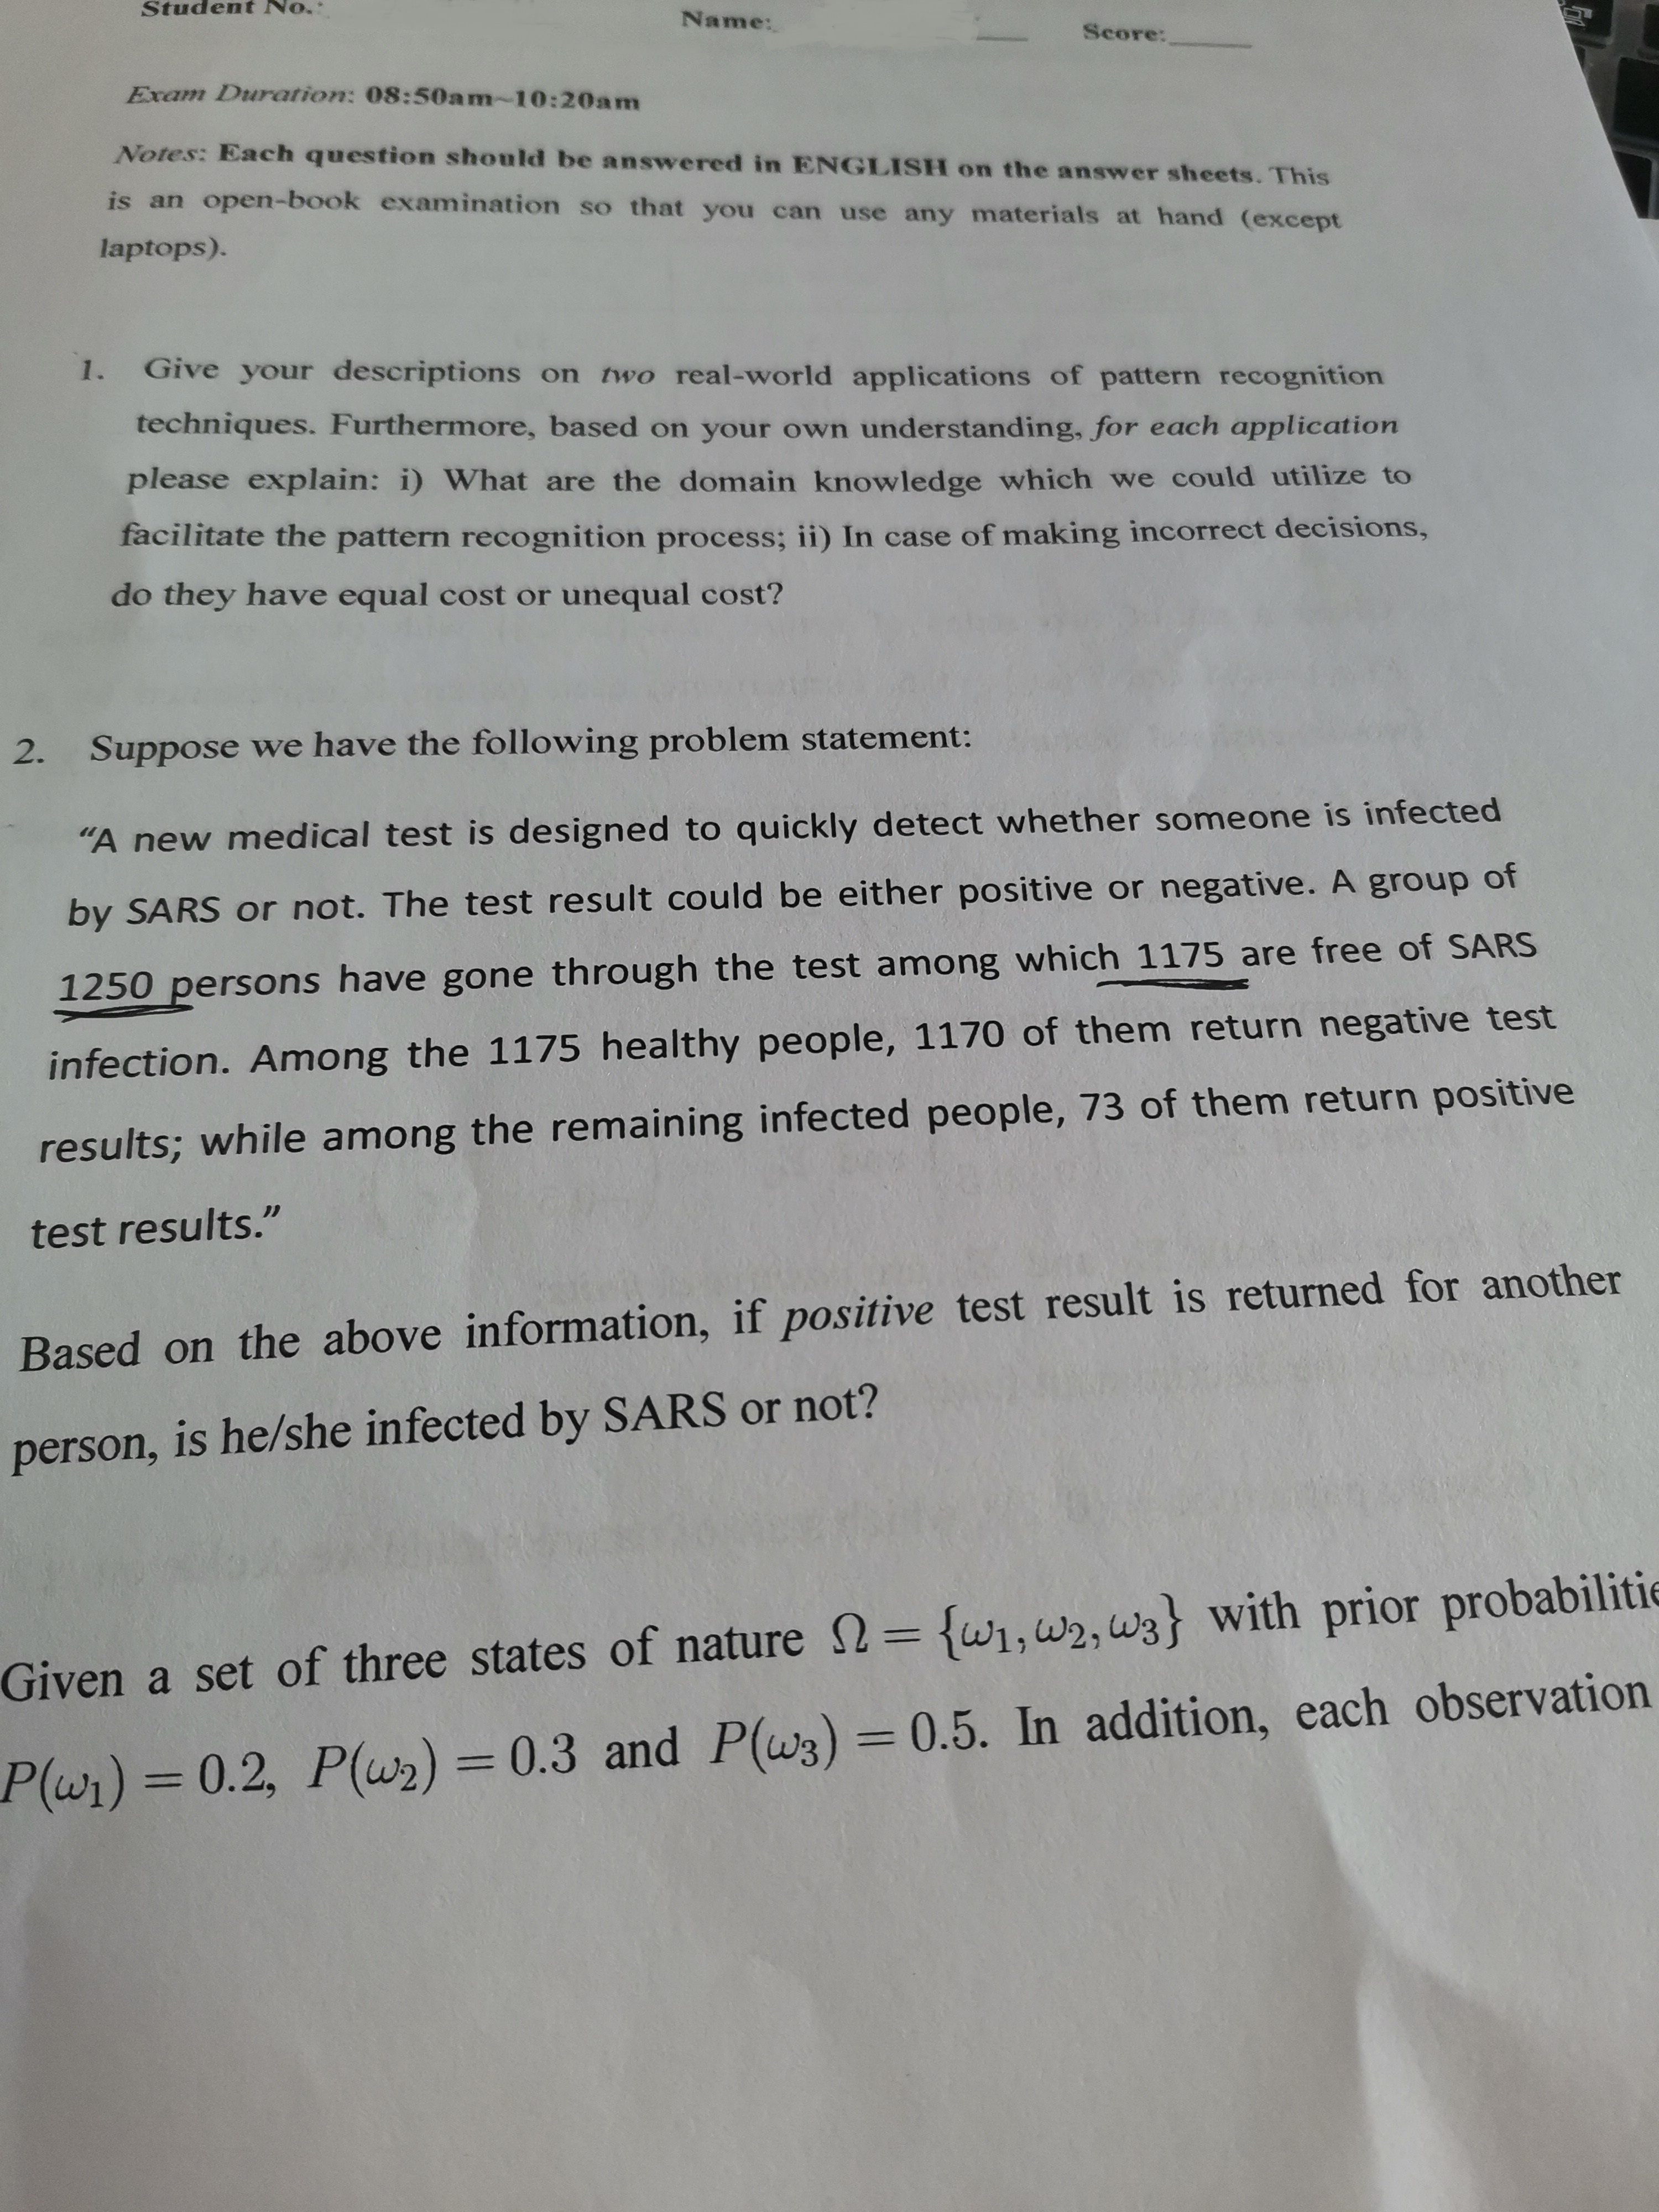 Student No.:
Name: Score:
Exam Duration: 08:50am~10:20am
Notes: Each question should be answered in ENGLISH on the answer sheets. This
is an open-book examination so that you can use any materials at hand (except
laptops).
1. Give your descriptions on two real-world applications of pattern recognition
techniques. Furthermore, based on your own understanding, for each application
please explain: i) What are the domain knowledge which we could utilize to
facilitate the pattern recognition process; ii) In case of making incorrect decisions,
do they have equal cost or unequal cost?
2. Suppose we have the following problem statement:
“A new medical test is designed to quickly detect whether someone is infected
by SARS or not. The test result could be either positive or negative. A group of
1250 persons have gone through the test among which 1175 are free of SARS
infection. Among the 1175 healthy people, 1170 of them return negative test
results; while among the remaining infected people, 73 of them return positive
test results.”
Based on the above information, if positive test result is returned for another
person, is he/she infected by SARS or not?
Given a set of three states of nature Ω = {ω1, ω2, ω3} with prior probabilitie
P(ω1) = 0.2, P(ω2) = 0.3 and P(ω3) = 0.5. In addition, each observation